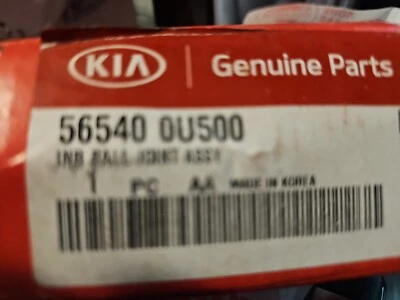 KIA Genuine Parts
56540 0U500
INR BALL JOINT ASSY
1 PC AA MADE IN KOREA